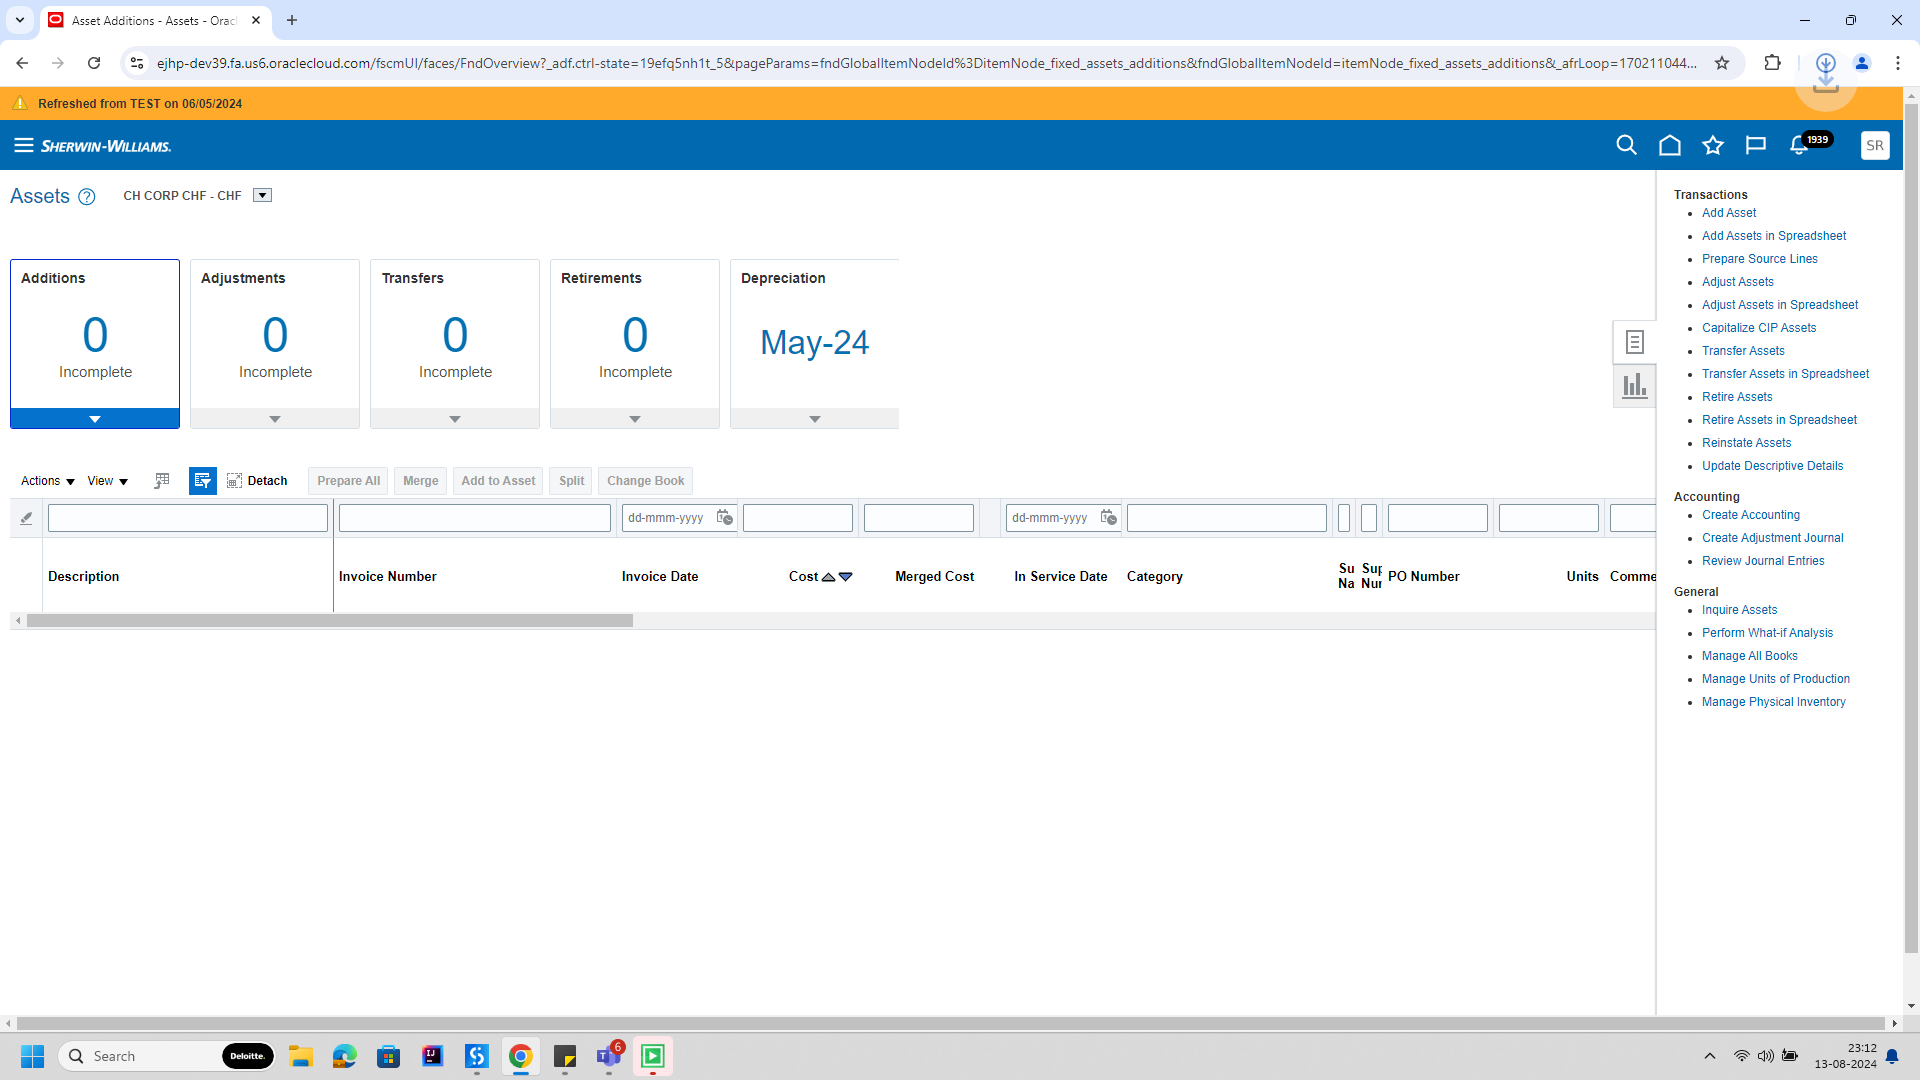 Asset Additions - Assets - Orac
ejhp-dev39.fa.us6.oraclecloud.com/fscmUI/faces/FndOverview?_adf.ctrl-state=19efq5nh1t_5&pageParams=fndGlobalItemNodeId%3DitemNode_fixed_assets_additions&fndGlobalItemNodeId=itemNode_fixed_assets_additions&_afrLoop=170211044...
Refreshed from TEST on 06/05/2024
SHERWIN-WILLIAMS.
1939
SR
Assets
CH CORP CHF - CHF
Additions
0
Incomplete
Adjustments
0
Incomplete
Transfers
0
Incomplete
Retirements
0
Incomplete
Depreciation
May-24
Actions View Detach Prepare All Merge Add to Asset Split Change Book
dd-mmm-yyyy dd-mmm-yyyy
Description Invoice Number Invoice Date Cost Merged Cost In Service Date Category Su Na Sup Nur PO Number Units Comme
Transactions
Add Asset
Add Assets in Spreadsheet
Prepare Source Lines
Adjust Assets
Adjust Assets in Spreadsheet
Capitalize CIP Assets
Transfer Assets
Transfer Assets in Spreadsheet
Retire Assets
Retire Assets in Spreadsheet
Reinstate Assets
Update Descriptive Details
Accounting
Create Accounting
Create Adjustment Journal
Review Journal Entries
General
Inquire Assets
Perform What-if Analysis
Manage All Books
Manage Units of Production
Manage Physical Inventory
Search
Deloitte.
6
23:12
13-08-2024